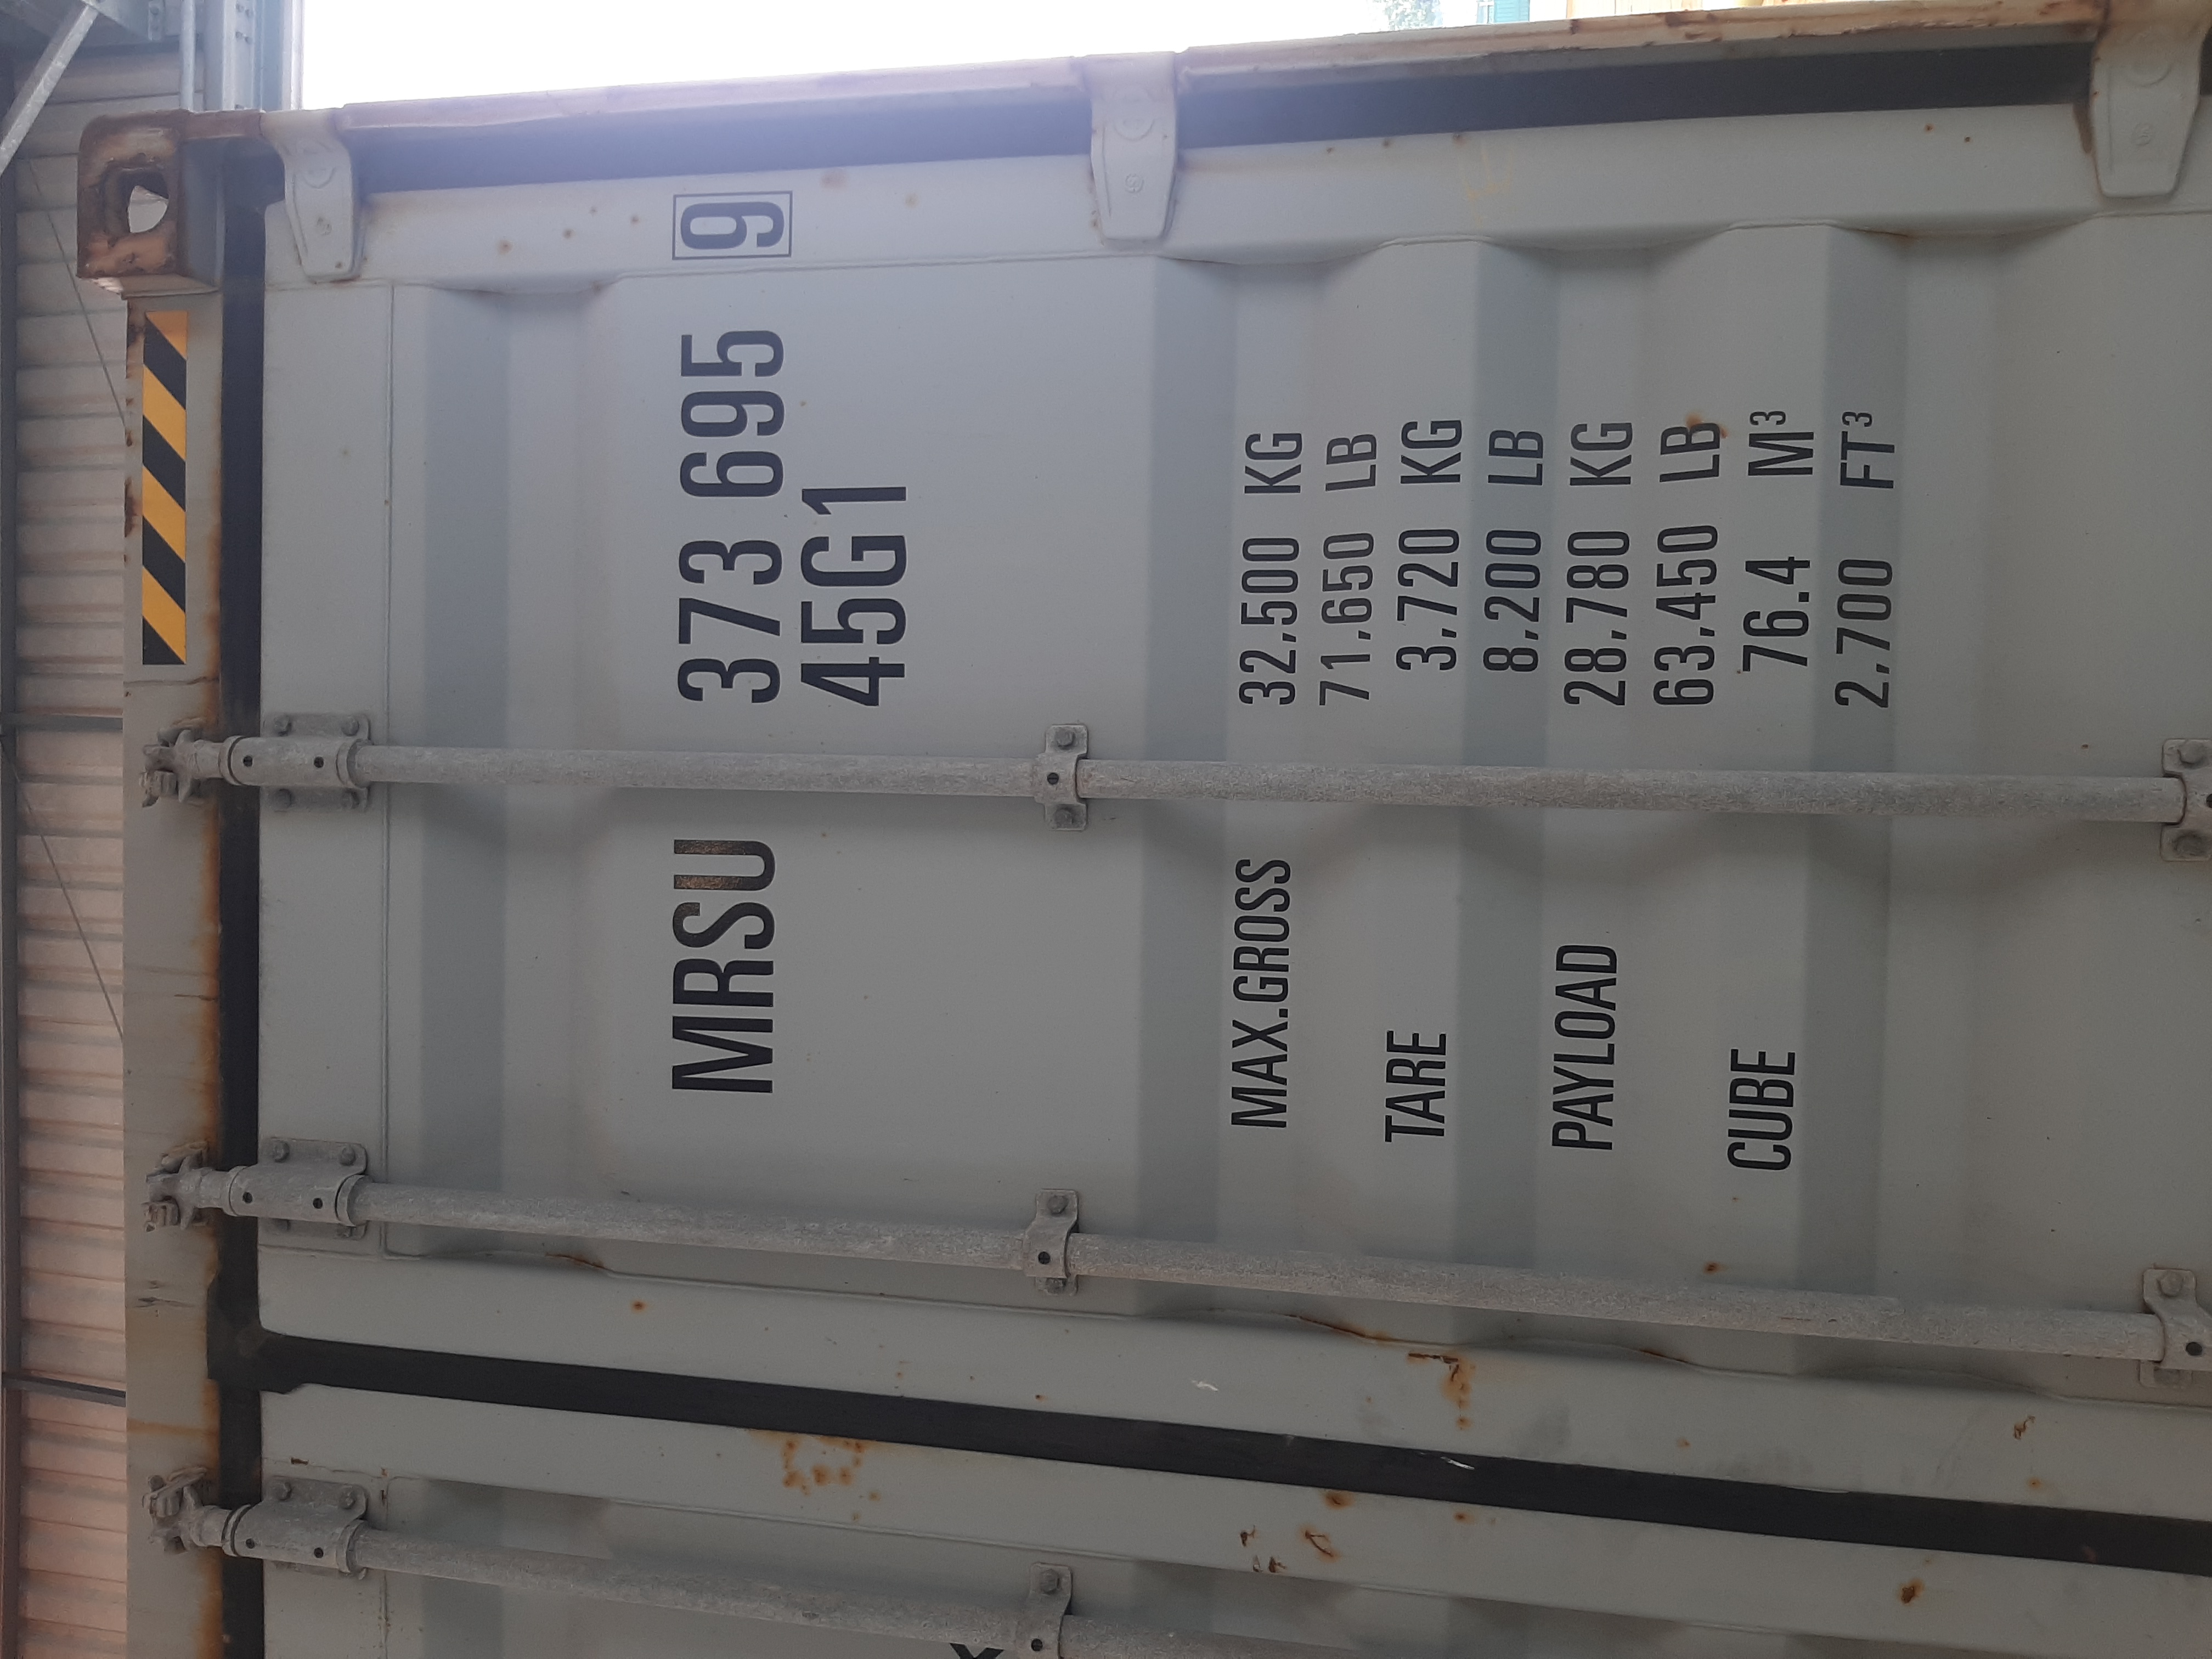 MRSU 373 695 9
45G1
MAX.GROSS 32.500 KG
71.650 LB
TARE 3.720 KG
8.200 LB
PAYLOAD 28.780 KG
63.450 LB
CUBE 76.4 M³
2.700 FT³